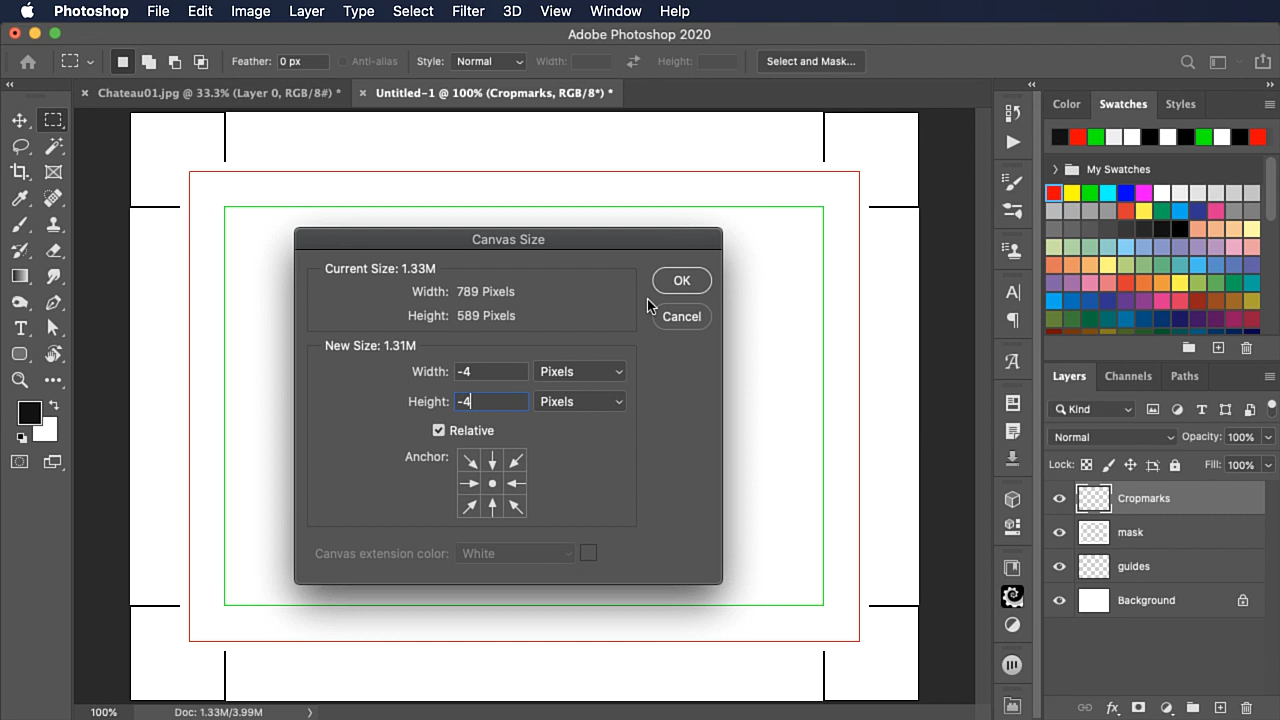 Photoshop File Edit Image Layer Type Select Filter 3D View Window Help
Adobe Photoshop 2020
Feather: 0 px Anti-alias Style: Normal Width: Height: Select and Mask...
Chateau01.jpg @ 33.3% (Layer 0, RGB/8#) * Untitled-1 @ 100% (Cropmarks, RGB/8*) *
Color Swatches Styles
My Swatches
Canvas Size
Current Size: 1.33M
Width: 789 Pixels
Height: 589 Pixels
OK
Cancel
New Size: 1.31M
Width: -4 Pixels
Height: -4 Pixels
Relative
Anchor:
Canvas extension color: White
Layers Channels Paths
Kind
Normal Opacity: 100%
Lock: Fill: 100%
Cropmarks
mask
guides
Background
100% Doc: 1.33M/3.99M